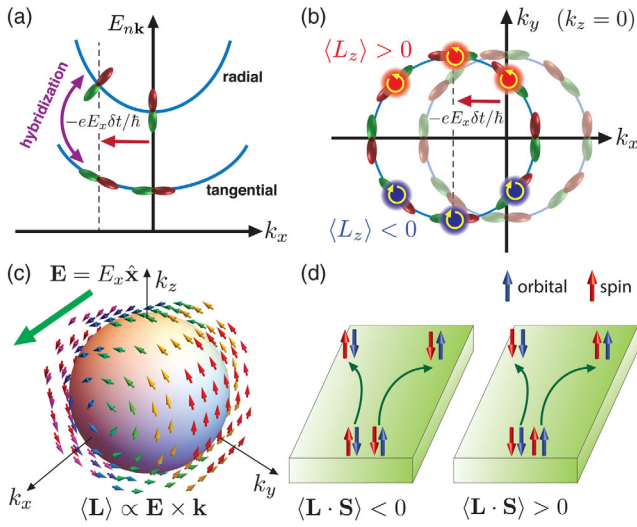 (a)
E_{nk}
radial
hybridization
-eE_xδt/ħ
tangential
k_x
(b)
k_y
(k_z = 0)
⟨L_z⟩ > 0
-eE_xδt/ħ
k_x
⟨L_z⟩ < 0
(c)
E = E_x x̂
k_z
k_x
k_y
⟨L⟩ ∝ E × k
(d)
orbital
spin
⟨L · S⟩ < 0
⟨L · S⟩ > 0